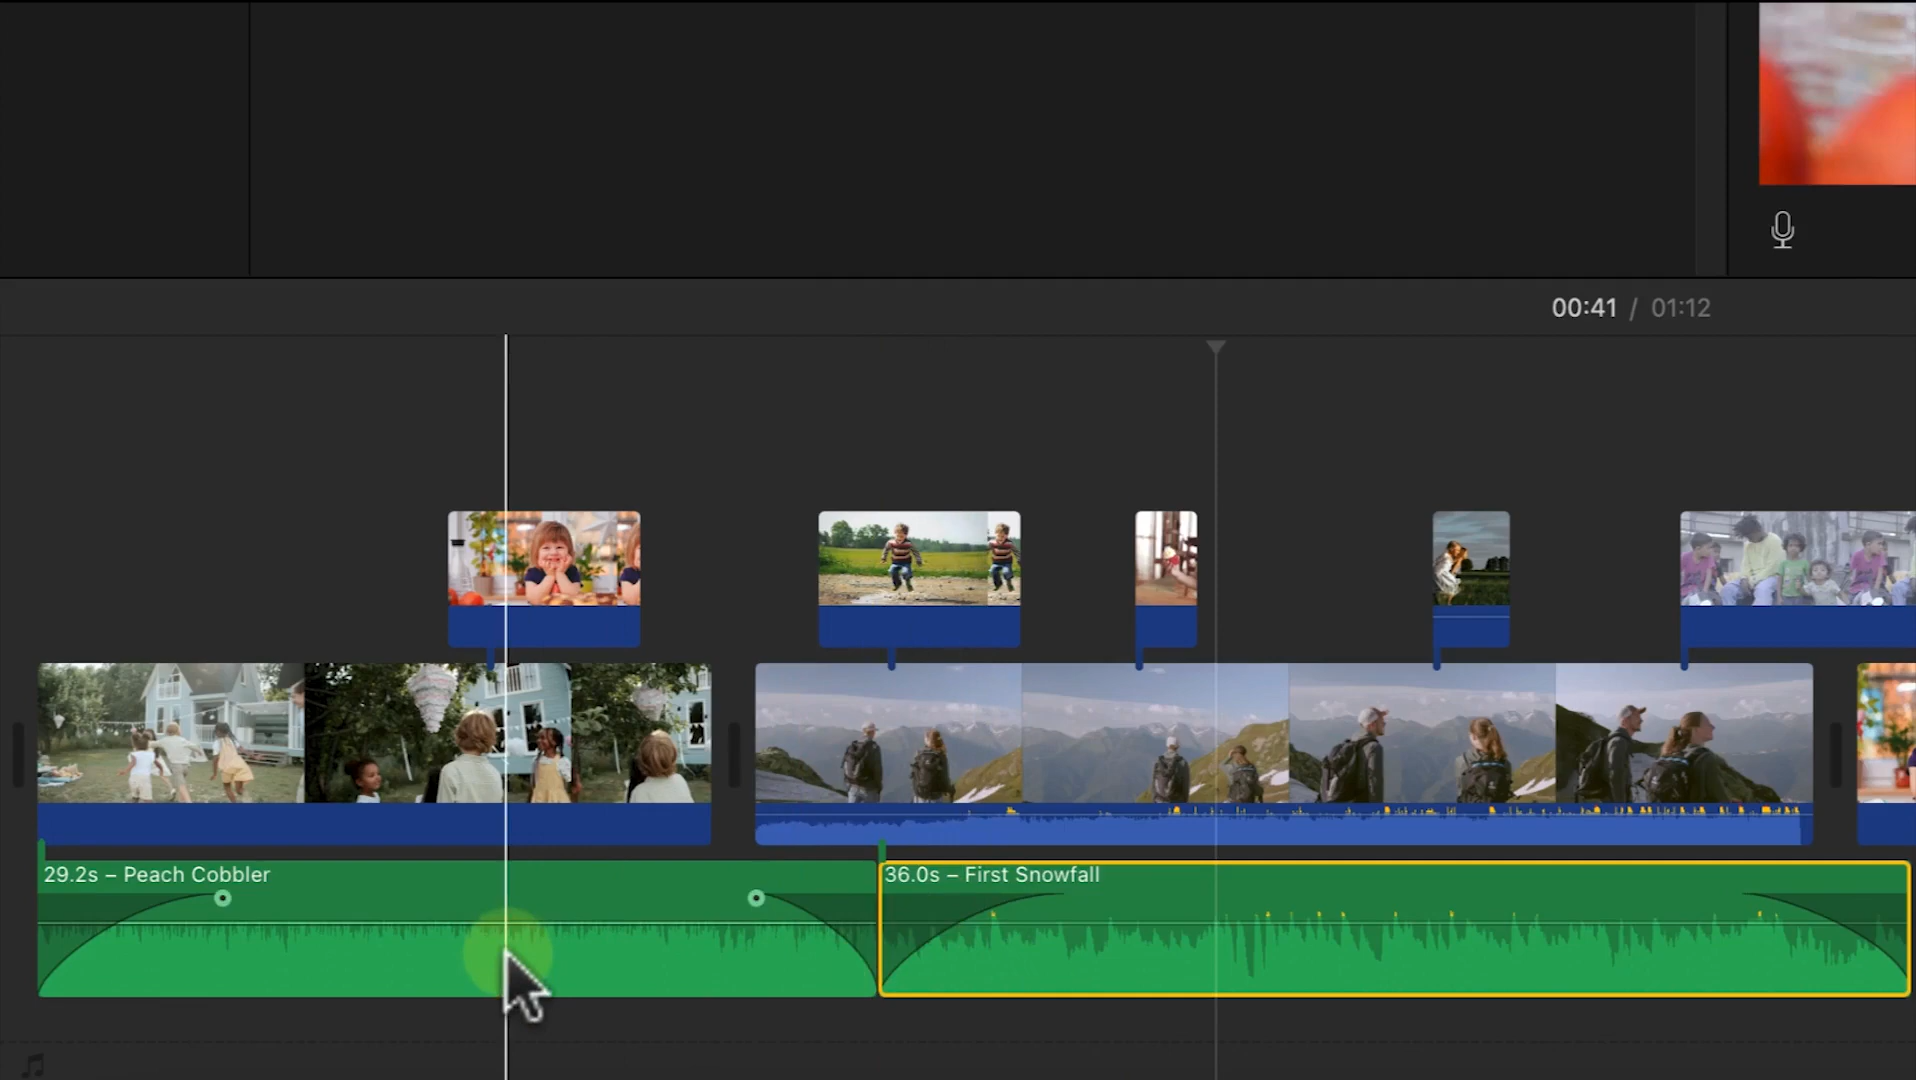 00:41 / 01:12
29.2s – Peach Cobbler
36.0s – First Snowfall